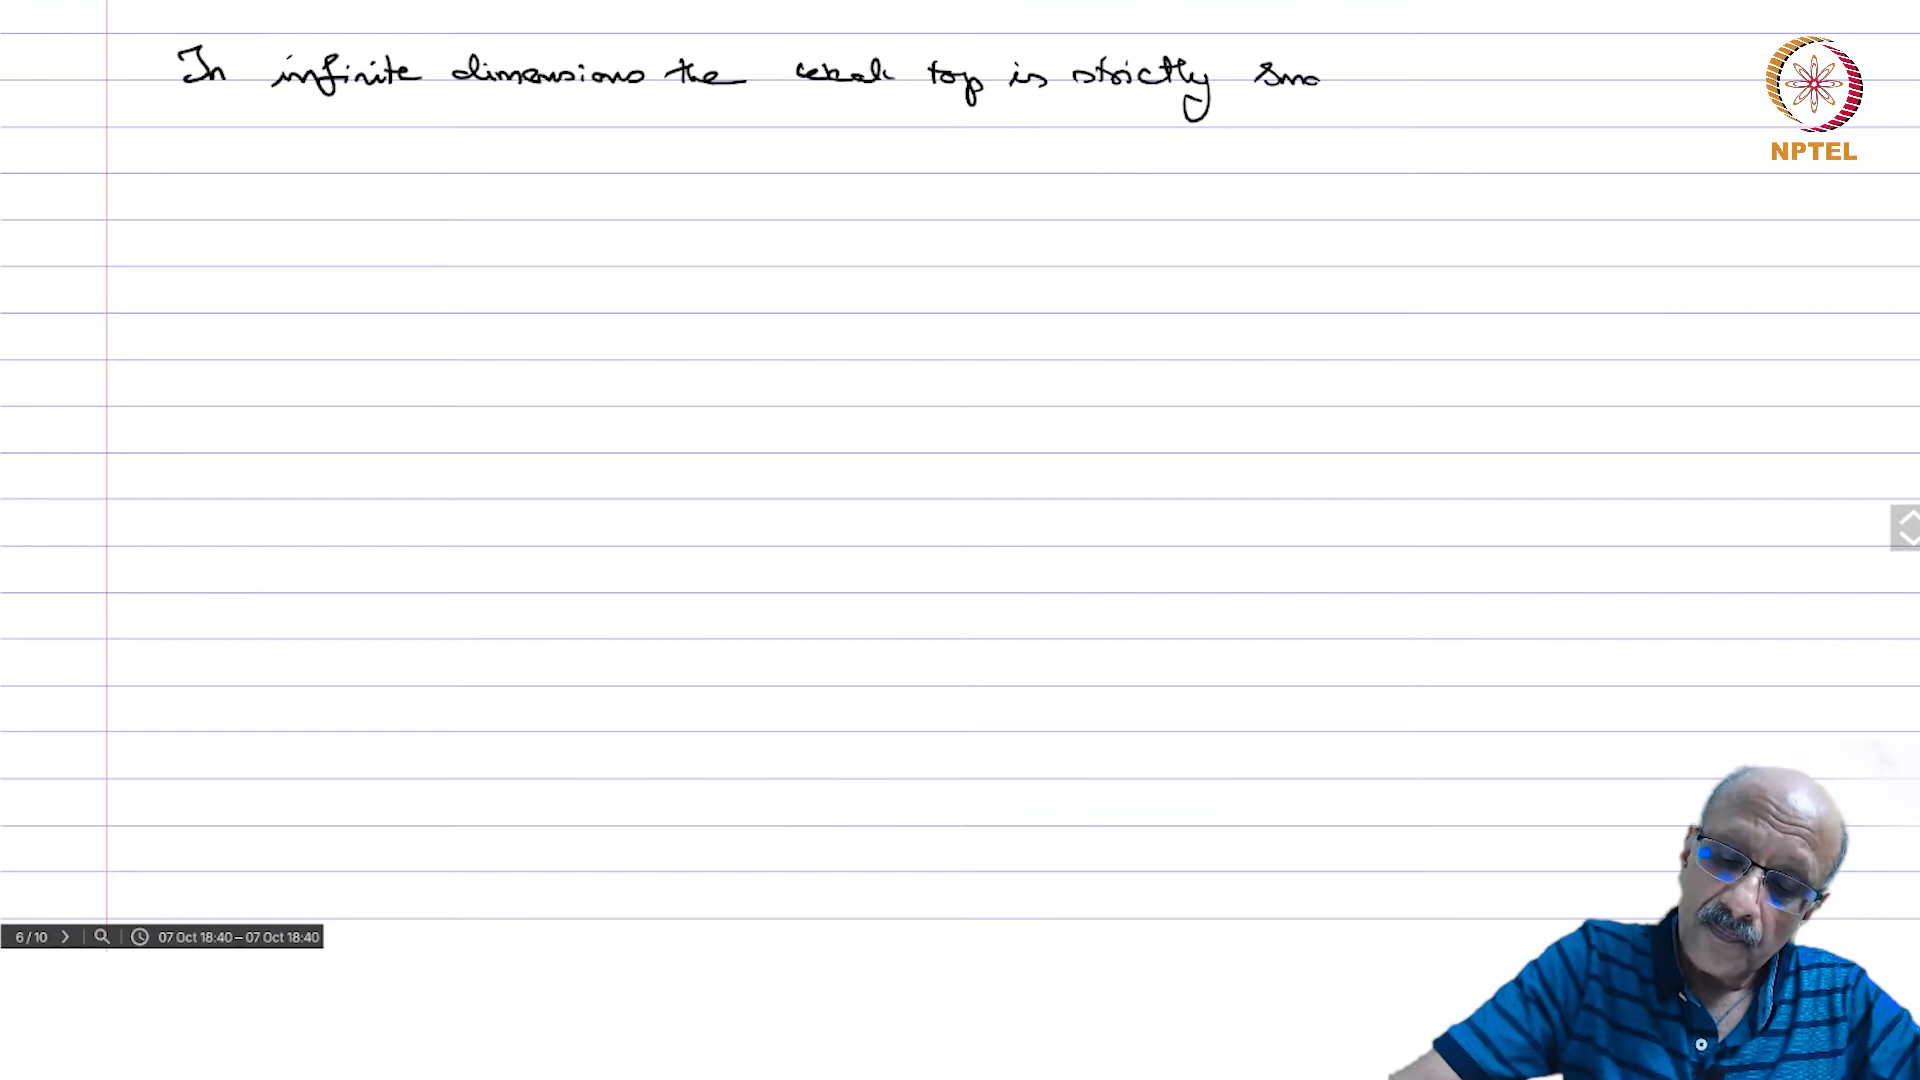 In infinite dimensions the weak top is strictly sma
NPTEL
6 / 10
07 Oct 18:40 – 07 Oct 18:40